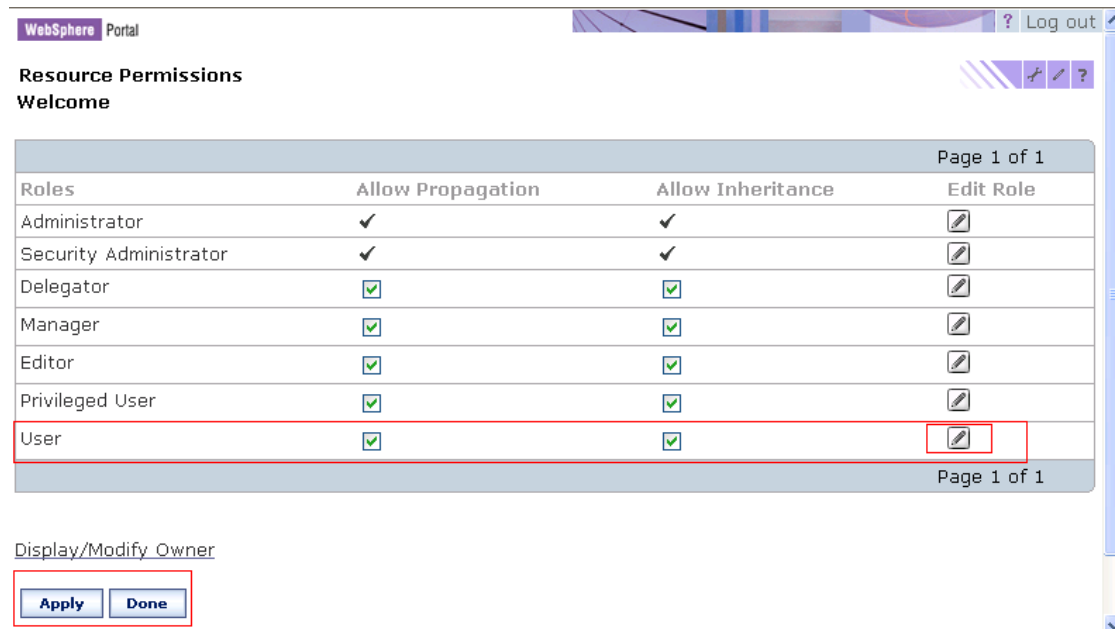 WebSphere Portal
? Log out
Resource Permissions
?
Welcome
Page 1 of 1
Roles Allow Propagation Allow Inheritance Edit Role
Administrator
Security Administrator
Delegator
Manager
Editor
Privileged User
User
Page 1 of 1
Display/Modify Owner
Apply Done